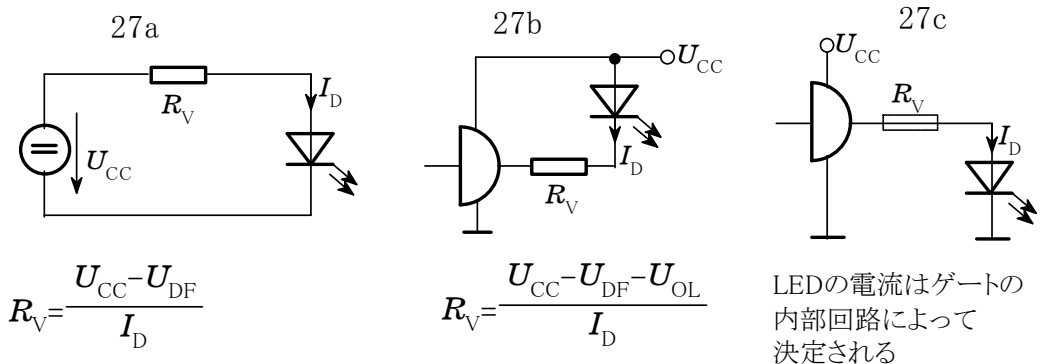 27a
27b
27c
R_V
I_D
U_CC
U_CC
I_D
R_V
U_CC
R_V
I_D
R_V=(U_CC-U_DF)/I_D
R_V=(U_CC-U_DF-U_OL)/I_D
LEDの電流はゲートの
内部回路によって
決定される